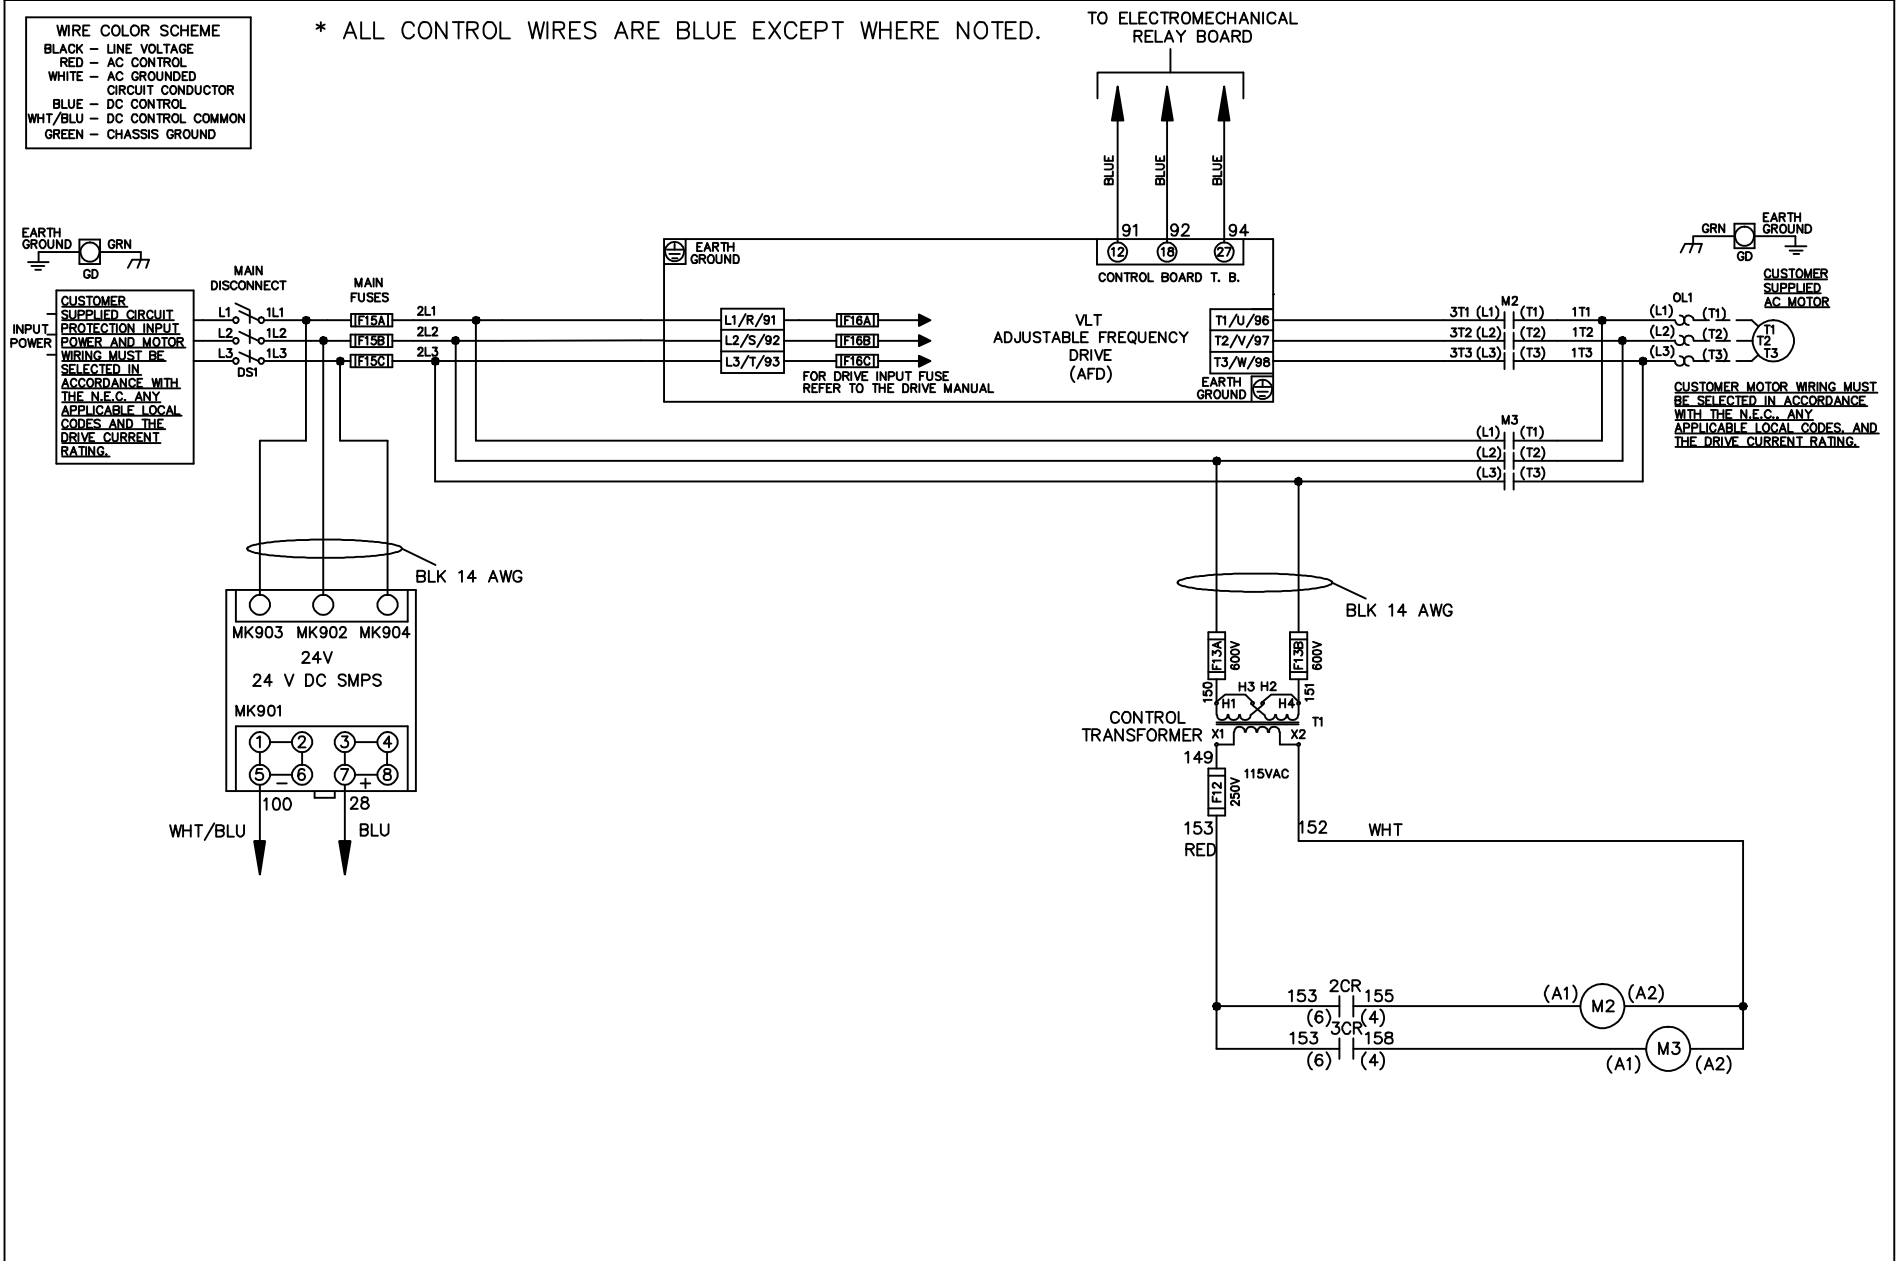 WIRE COLOR SCHEME
BLACK – LINE VOLTAGE
RED – AC CONTROL
WHITE – AC GROUNDED
CIRCUIT CONDUCTOR
BLUE – DC CONTROL
WHT/BLU – DC CONTROL COMMON
GREEN – CHASSIS GROUND
* ALL CONTROL WIRES ARE BLUE EXCEPT WHERE NOTED.
TO ELECTROMECHANICAL
RELAY BOARD
BLUE
BLUE
BLUE
91 92 94
12 18 27
CONTROL BOARD T. B.
EARTH
GROUND
GRN
GD
INPUT
POWER
CUSTOMER
SUPPLIED CIRCUIT
PROTECTION INPUT
POWER AND MOTOR
WIRING MUST BE
SELECTED IN
ACCORDANCE WITH
THE N.E.C. ANY
APPLICABLE LOCAL
CODES AND THE
DRIVE CURRENT
RATING.
MAIN
DISCONNECT
L1 1L1
L2 1L2
L3 1L3
DS1
MAIN
FUSES
F15A 2L1
F15B 2L2
F15C 2L3
EARTH
GROUND
L1/R/91
L2/S/92
L3/T/93
F16A
F16B
F16C
FOR DRIVE INPUT FUSE
REFER TO THE DRIVE MANUAL
VLT
ADJUSTABLE FREQUENCY
DRIVE
(AFD)
T1/U/96
T2/V/97
T3/W/98
EARTH
GROUND
M2
3T1 (L1) (T1) 1T1
3T2 (L2) (T2) 1T2
3T3 (L3) (T3) 1T3
M3
(L1) (T1)
(L2) (T2)
(L3) (T3)
OL1
(L1) (T1)
(L2) (T2)
(L3) (T3)
T1
T2
T3
GRN
GD
EARTH
GROUND
CUSTOMER
SUPPLIED
AC MOTOR
CUSTOMER MOTOR WIRING MUST
BE SELECTED IN ACCORDANCE
WITH THE N.E.C., ANY
APPLICABLE LOCAL CODES, AND
THE DRIVE CURRENT RATING.
BLK 14 AWG
MK903 MK902 MK904
24V
24 V DC SMPS
MK901
1 2 3 4
5 – 6 7 + 8
100 28
WHT/BLU BLU
BLK 14 AWG
F13A 600V
F13B 600V
150 151
H3 H2
H1 H4
T1
CONTROL
TRANSFORMER
X1 X2
149
115VAC
F12 250V
153
RED
152 WHT
2CR
153 155
(6) (4)
(A1) M2 (A2)
3CR
153 158
(6) (4)
(A1) M3 (A2)